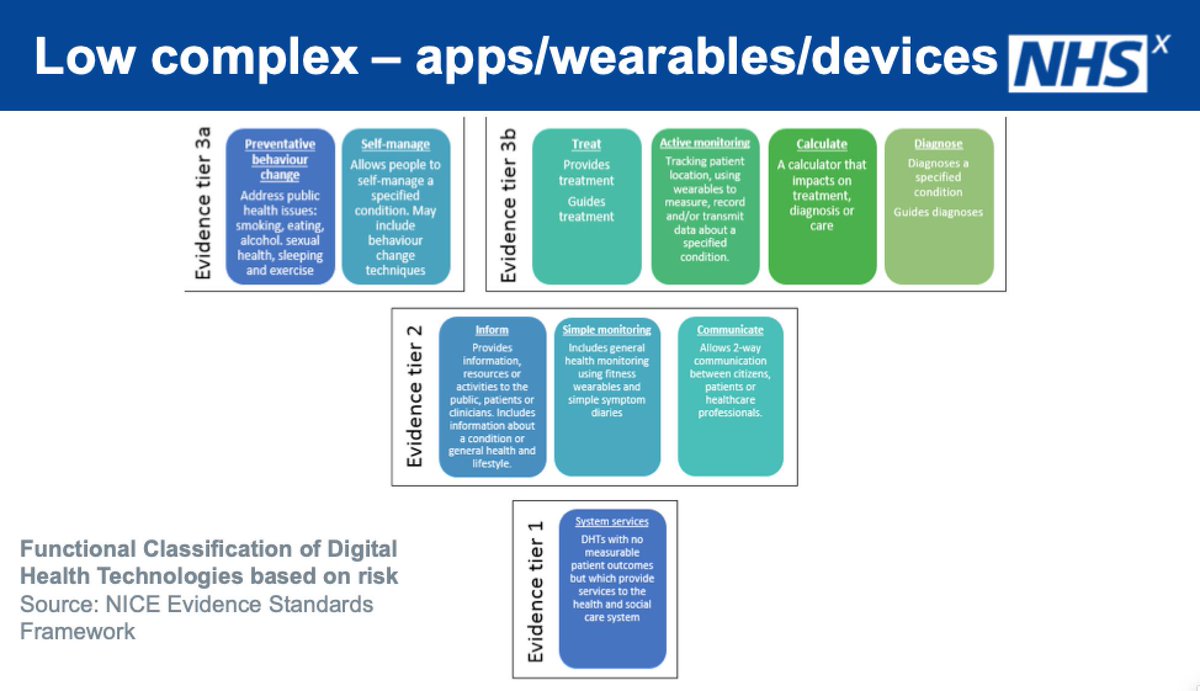 Low complex – apps/wearables/devices
NHSX
Evidence tier 3a
Preventative
behaviour
change
Address public
health issues:
smoking, eating,
alcohol. sexual
health, sleeping
and exercise
Self-manage
Allows people to
self-manage a
specified
condition. May
include
behaviour
change
techniques
Evidence tier 3b
Treat
Provides
treatment
Guides
treatment
Active monitoring
Tracking patient
location, using
wearables to
measure, record
and/or transmit
data about a
specified
condition.
Calculate
A calculator that
impacts on
treatment,
diagnosis or
care
Diagnose
Diagnoses a
specified
condition
Guides diagnoses
Evidence tier 2
Inform
Provides
information,
resources or
activities to the
public, patients or
clinicians. Includes
information about
a condition or
general health and
lifestyle.
Simple monitoring
Includes general
health monitoring
using fitness
wearables and
simple symptom
diaries
Communicate
Allows 2-way
communication
between citizens,
patients or
healthcare
professionals.
Evidence tier 1
System services
DHTs with no
measurable
patient outcomes
but which provide
services to the
health and social
care system
Functional Classification of Digital
Health Technologies based on risk
Source: NICE Evidence Standards
Framework